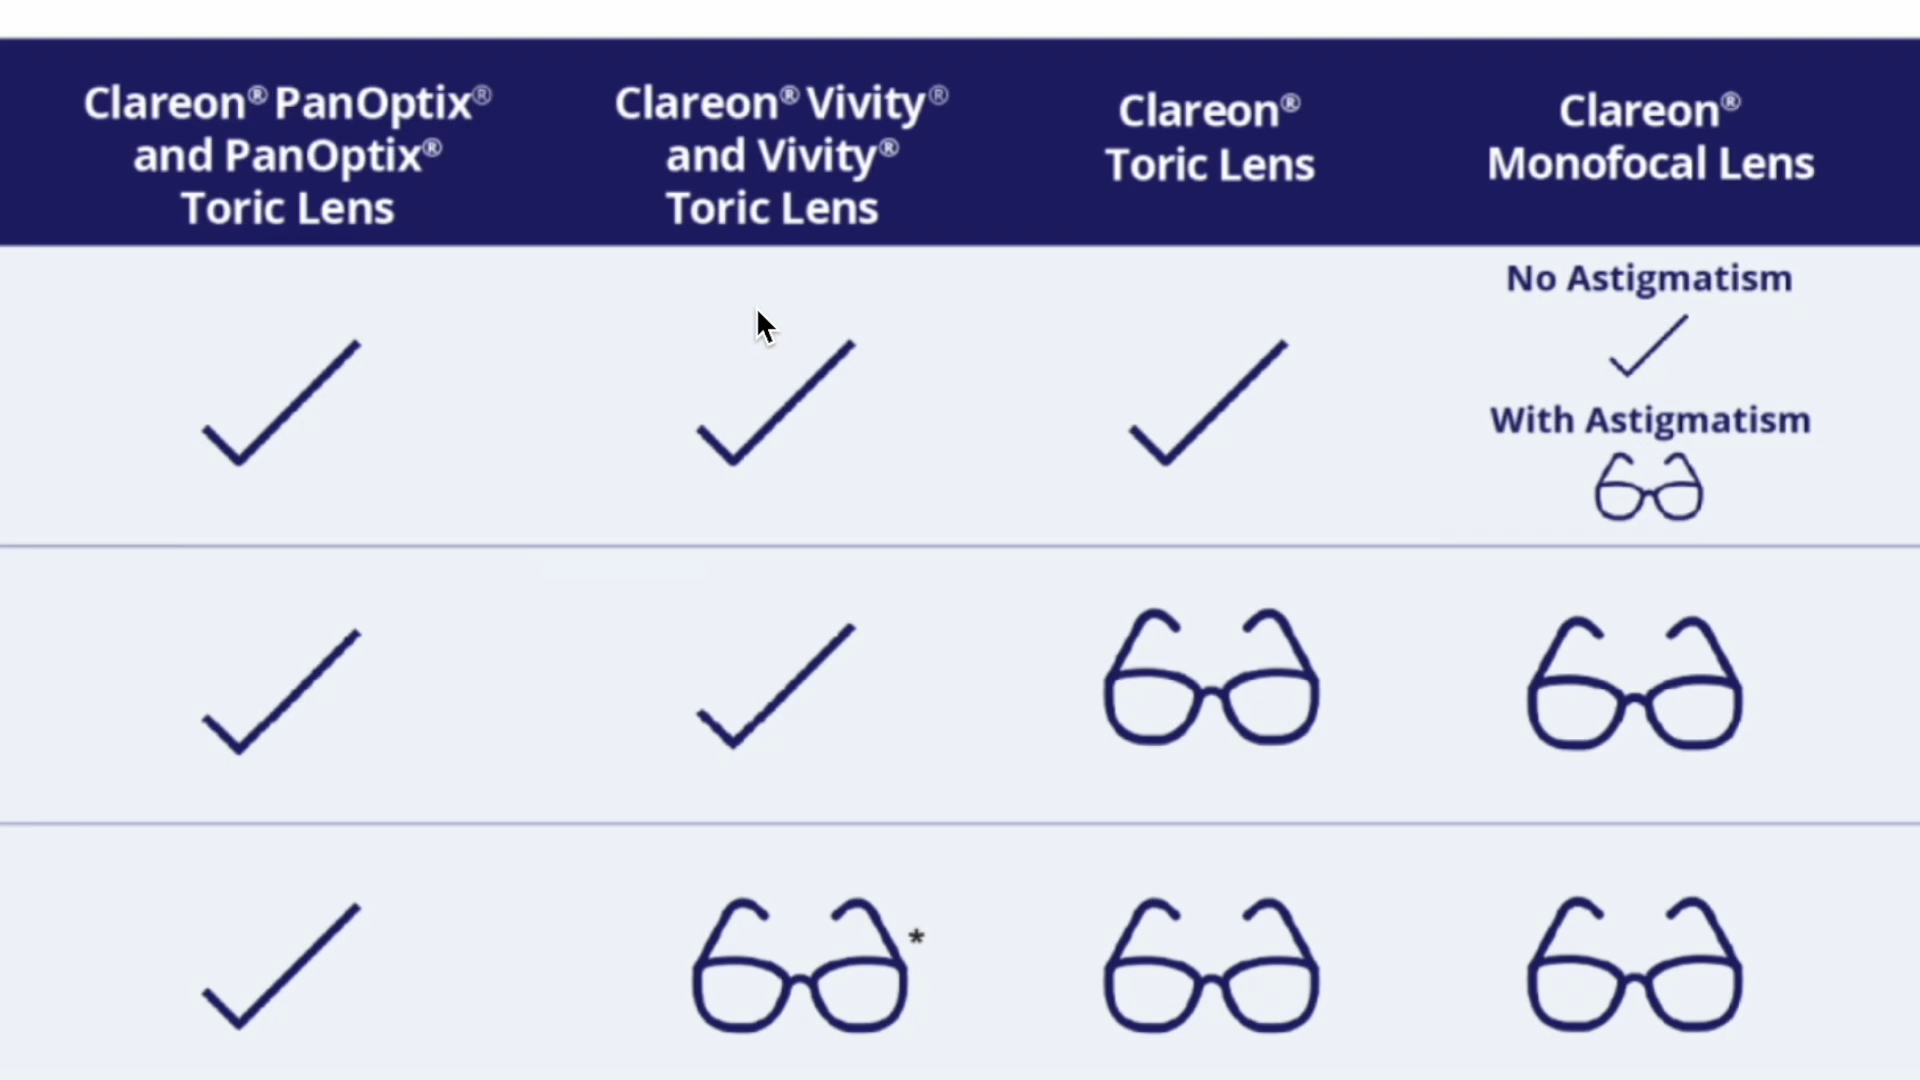 Clareon® PanOptix®
and PanOptix®
Toric Lens
Clareon® Vivity®
and Vivity®
Toric Lens
Clareon®
Toric Lens
Clareon®
Monofocal Lens
No Astigmatism
With Astigmatism
*